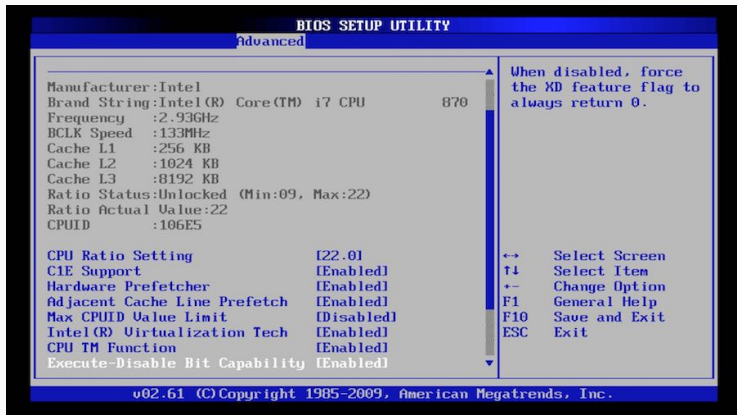 BIOS SETUP UTILITY
Advanced
Manufacturer:Intel
Brand String:Intel(R) Core(TM) i7 CPU 870
Frequency :2.93GHz
BCLK Speed :133MHz
Cache L1 :256 KB
Cache L2 :1024 KB
Cache L3 :8192 KB
Ratio Status:Unlocked (Min:09, Max:22)
Ratio Actual Value:22
CPUID :106E5
CPU Ratio Setting [22.0]
C1E Support [Enabled]
Hardware Prefetcher [Enabled]
Adjacent Cache Line Prefetch [Enabled]
Max CPUID Value Limit [Disabled]
Intel(R) Virtualization Tech [Enabled]
CPU TM Function [Enabled]
Execute-Disable Bit Capability [Enabled]
When disabled, force
the XD feature flag to
always return 0.
↔ Select Screen
↑↓ Select Item
+- Change Option
F1 General Help
F10 Save and Exit
ESC Exit
v02.61 (C)Copyright 1985-2009, American Megatrends, Inc.